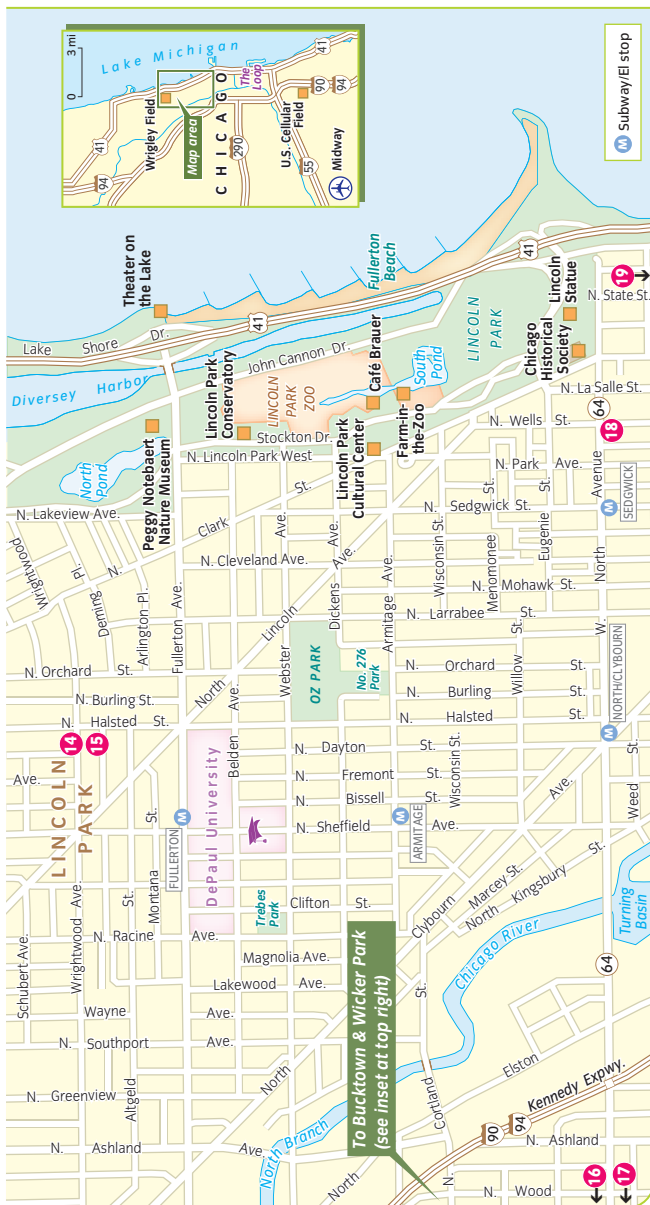 3 mi
0
Lake Michigan
41
The Loop
90
94
Wrigley Field
Map area
C H I C A G O
290
U.S. Cellular
Field
55
Midway
41
94
M Subway/El stop
Theater on
the Lake
Fullerton
Beach
41
Lincoln
Statue
19
N. State St.
Lake Shore Dr.
41
LINCOLN
PARK
Chicago
Historical
Society
Diversey Harbor
John Cannon Dr.
Lincoln Park
Conservatory
LINCOLN
PARK
ZOO
Café Brauer
South
Pond
N. La Salle St.
64
18
North
Pond
Peggy Notebaert
Nature Museum
Stockton Dr.
N. Lincoln Park West
Lincoln Park
Cultural Center
Farm-in-
the-Zoo
N. Wells St.
N. Park Ave.
N. Lakeview Ave.
N. Clark St.
N. Sedgwick St.
M
SEDGWICK
Wrightwood
Deming Pl.
Arlington Pl.
Fullerton Ave.
N. Cleveland Ave.
Webster Ave.
Dickens Ave.
Armitage Ave.
Wisconsin St.
Menomonee St.
Eugenie St.
W. North Avenue
N. Mohawk St.
N. Larrabee St.
Willow St.
North Lincoln Ave.
N. Orchard St.
OZ PARK
No. 276
Park
N. Orchard St.
N. Burling St.
N. Burling St.
N. Halsted St.
N. Halsted St.
M
NORTH/CLYBOURN
14
15
LINCOLN
PARK
Ave.
Belden Ave.
N. Dayton St.
N. Fremont St.
N. Bissell St.
Wisconsin St.
Weed St.
DePaul University
M
FULLERTON
N. Sheffield Ave.
M
ARMITAGE
Trebes
Park
Clifton St.
Montana St.
N. Racine Ave.
Schubert Ave.
Wrightwood Ave.
Altgeld St.
Magnolia Ave.
Lakewood Ave.
Wayne Ave.
N. Southport Ave.
N. Greenview
N. Ashland Ave.
North Clybourn Ave.
Marcey St.
North Kingsbury St.
Chicago River
Turning
Basin
64
North Branch
To Bucktown & Wicker Park
(see inset at top right)
Cortland St.
North Elston
Kennedy Expwy.
90
94
N. Ashland
N.
N. Wood
16
17